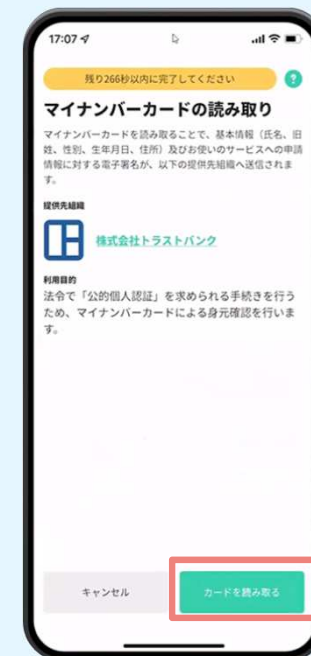 17:07
残り266秒以内に完了してください
?
マイナンバーカードの読み取り
マイナンバーカードを読み取ることで、基本情報（氏名、旧
姓、性別、生年月日、住所）及びお使いのサービスへの申請
情報に対する電子署名が、以下の提供先組織へ送信されま
す。
提供先組織
株式会社トラストバンク
利用目的
法令で「公的個人認証」を求められる手続きを行う
ため、マイナンバーカードによる身元確認を行いま
す。
キャンセル
カードを読み取る